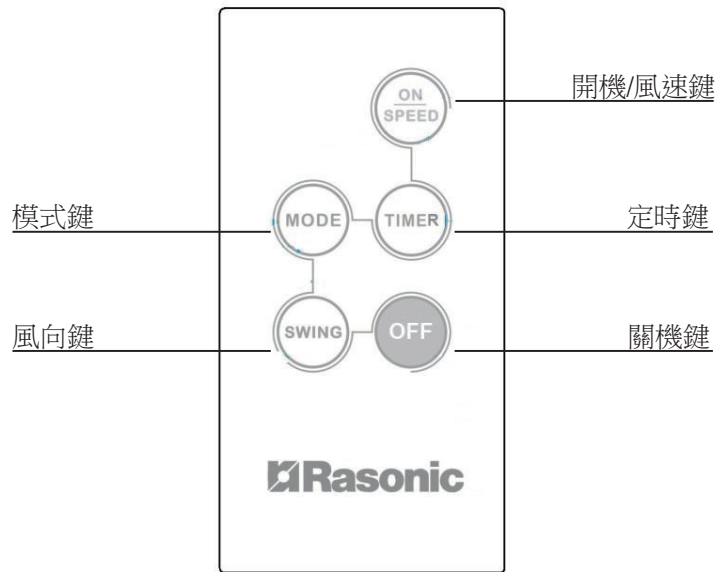 ON
SPEED
開機/風速鍵
模式鍵
MODE
TIMER
定時鍵
風向鍵
SWING
OFF
關機鍵
Rasonic